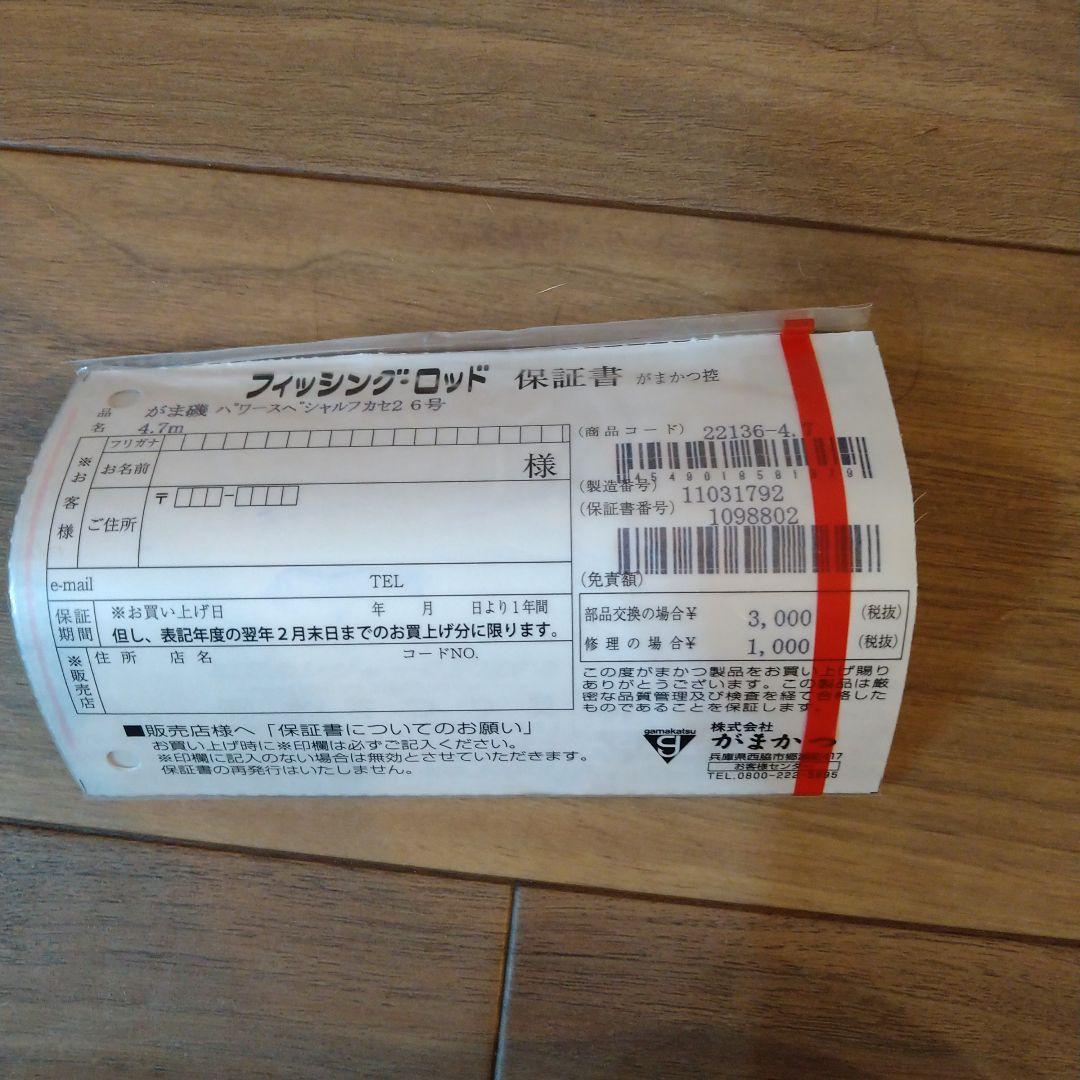 フィッシング・ロッド 保証書 がまかつ控
品名 がま磯 パワースペシャルフカセ2 6号
4.7m
(商品コード) 22136-4.7
フリガナ
※お客様
お名前 様
(製造番号) 11031792
(保証書番号) 1098802
ご住所 〒
e-mail TEL
(免責額)
保証期間 ※お買い上げ日 年 月 日より1年間
但し、表記年度の翌年2月末日までのお買上げ分に限ります。
部品交換の場合¥ 3,000 (税抜)
修理の場合¥ 1,000 (税抜)
※販売店 住所 店名 コードNO.
この度がまかつ製品をお買い上げ賜り
ありがとうございます。この製品は厳
密な品質管理及び検査を経て合格した
ものであることを保証します。
■販売店様へ「保証書についてのお願い」
お買い上げ時に※印欄は必ずご記入ください。
※印欄に記入のない場合は無効とさせていただきます。
保証書の再発行はいたしません。
gamakatsu
g
株式会社
がまかつ
兵庫県西脇市郷瀬町417
お客様センター
TEL.0800-222-